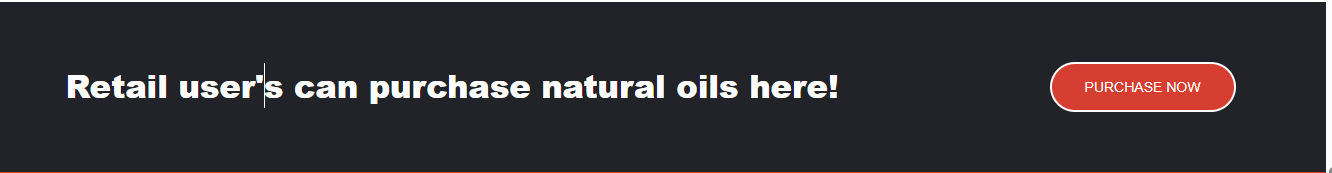 Retail user's can purchase natural oils here!
PURCHASE NOW